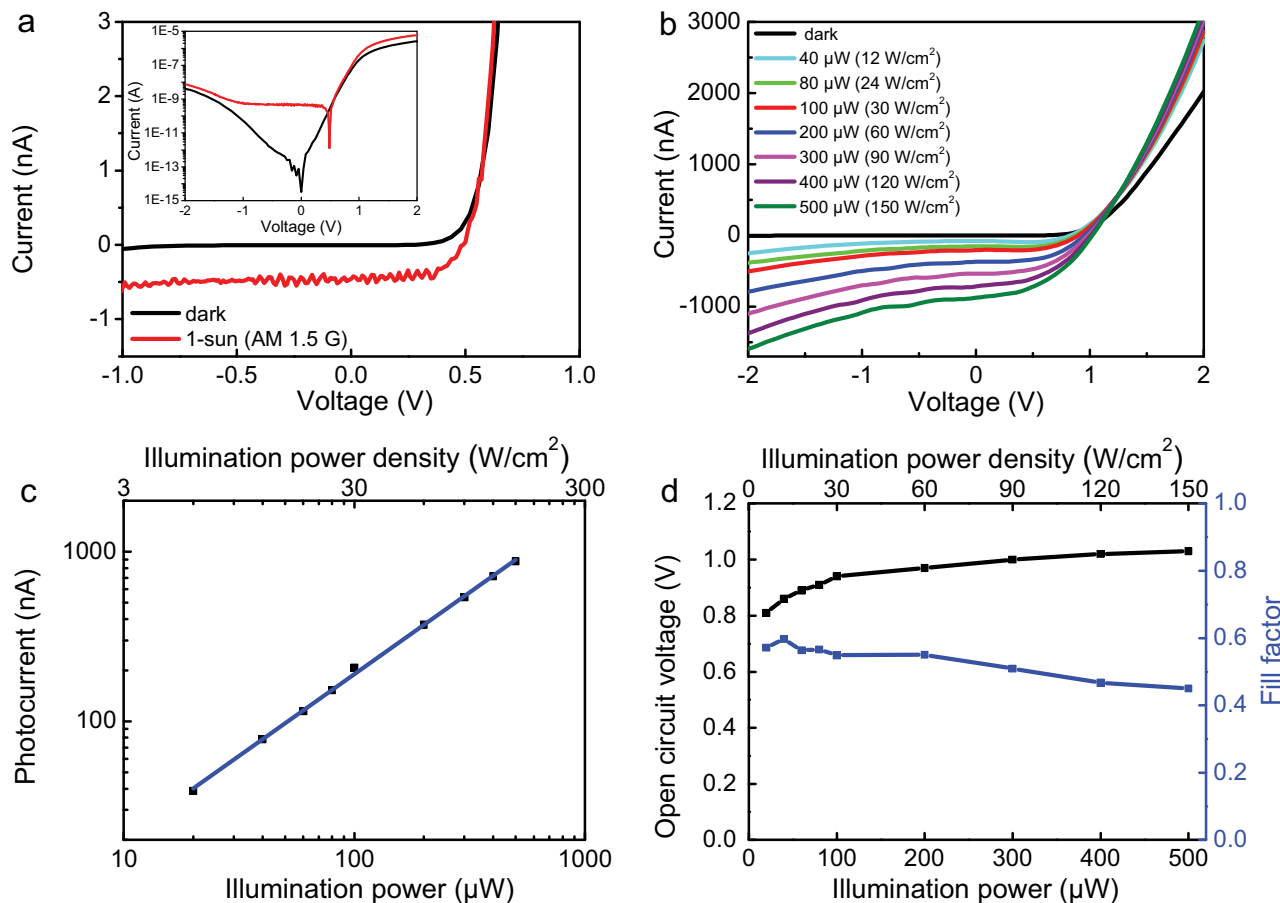 a
3
2
1
0
-1
Current (nA)
-1.0 -0.5 0.0 0.5 1.0
Voltage (V)
dark
1-sun (AM 1.5 G)
1E-5
1E-7
1E-9
1E-11
1E-13
1E-15
Current (A)
-2 -1 0 1 2
Voltage (V)
b
3000
2000
1000
0
-1000
Current (nA)
-2 -1 0 1 2
Voltage (V)
dark
40 µW (12 W/cm²)
80 µW (24 W/cm²)
100 µW (30 W/cm²)
200 µW (60 W/cm²)
300 µW (90 W/cm²)
400 µW (120 W/cm²)
500 µW (150 W/cm²)
c
Illumination power density (W/cm²)
3 30 300
1000
100
Photocurrent (nA)
10 100 1000
Illumination power (µW)
d
Illumination power density (W/cm²)
0 30 60 90 120 150
1.2
1.0
0.8
0.6
0.4
0.2
0.0
Open circuit voltage (V)
1.0
0.8
0.6
0.4
0.2
0.0
Fill factor
0 100 200 300 400 500
Illumination power (µW)